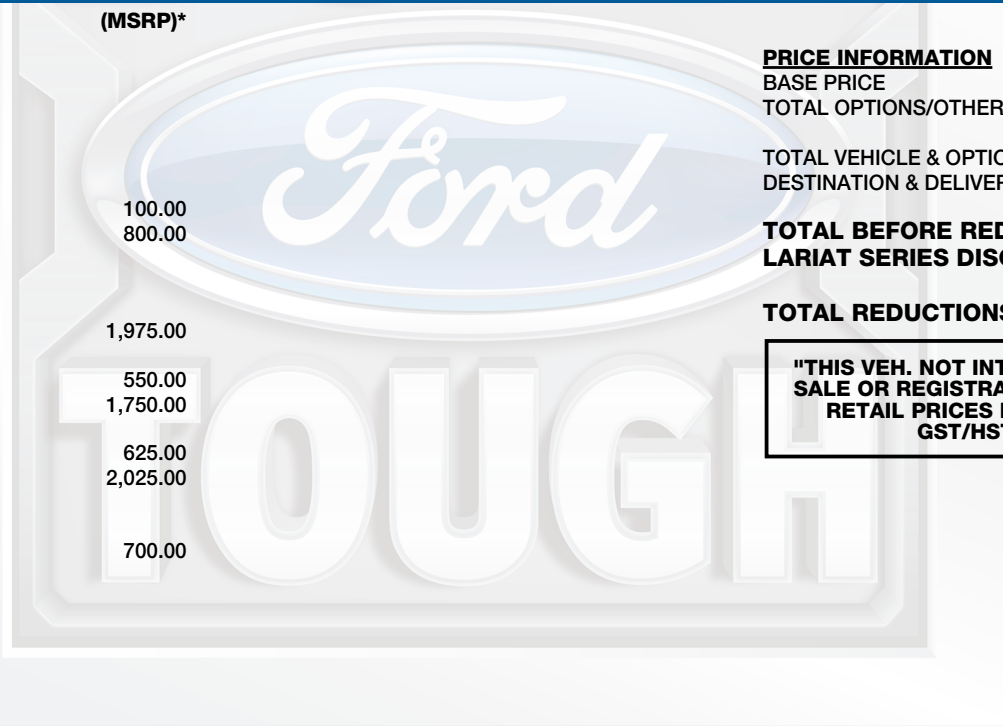 (MSRP)*
100.00
800.00
1,975.00
550.00
1,750.00
625.00
2,025.00
700.00
PRICE INFORMATION
BASE PRICE
TOTAL OPTIONS/OTHER
TOTAL VEHICLE & OPTIO
DESTINATION & DELIVER
TOTAL BEFORE RED
LARIAT SERIES DISC
TOTAL REDUCTIONS
"THIS VEH. NOT INT
SALE OR REGISTRA
RETAIL PRICES
GST/HST
Ford
TOUGH